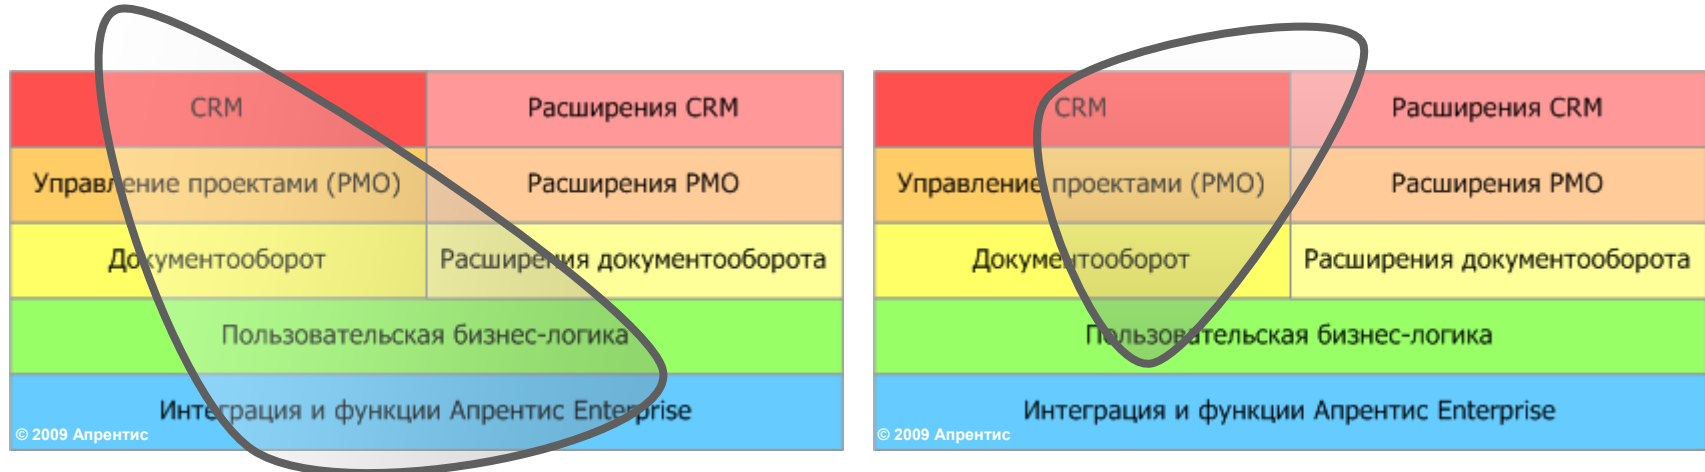 CRM
Расширения CRM
Управление проектами (PMO)
Расширения PMO
Документооборот
Расширения документооборота
Пользовательская бизнес-логика
Интеграция и функции Апрентис Enterprise
© 2009 Апрентис
CRM
Расширения CRM
Управление проектами (PMO)
Расширения PMO
Документооборот
Расширения документооборота
Пользовательская бизнес-логика
Интеграция и функции Апрентис Enterprise
© 2009 Апрентис